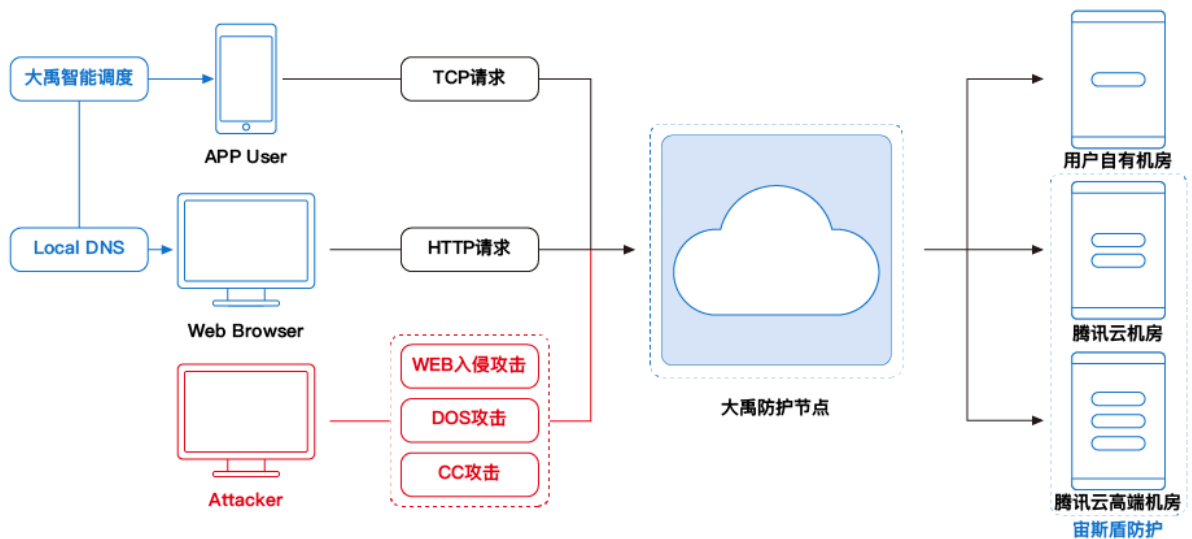 大禹智能调度
APP User
TCP请求
用户自有机房
Local DNS
Web Browser
HTTP请求
腾讯云机房
WEB入侵攻击
DOS攻击
CC攻击
Attacker
大禹防护节点
腾讯云高端机房
宙斯盾防护